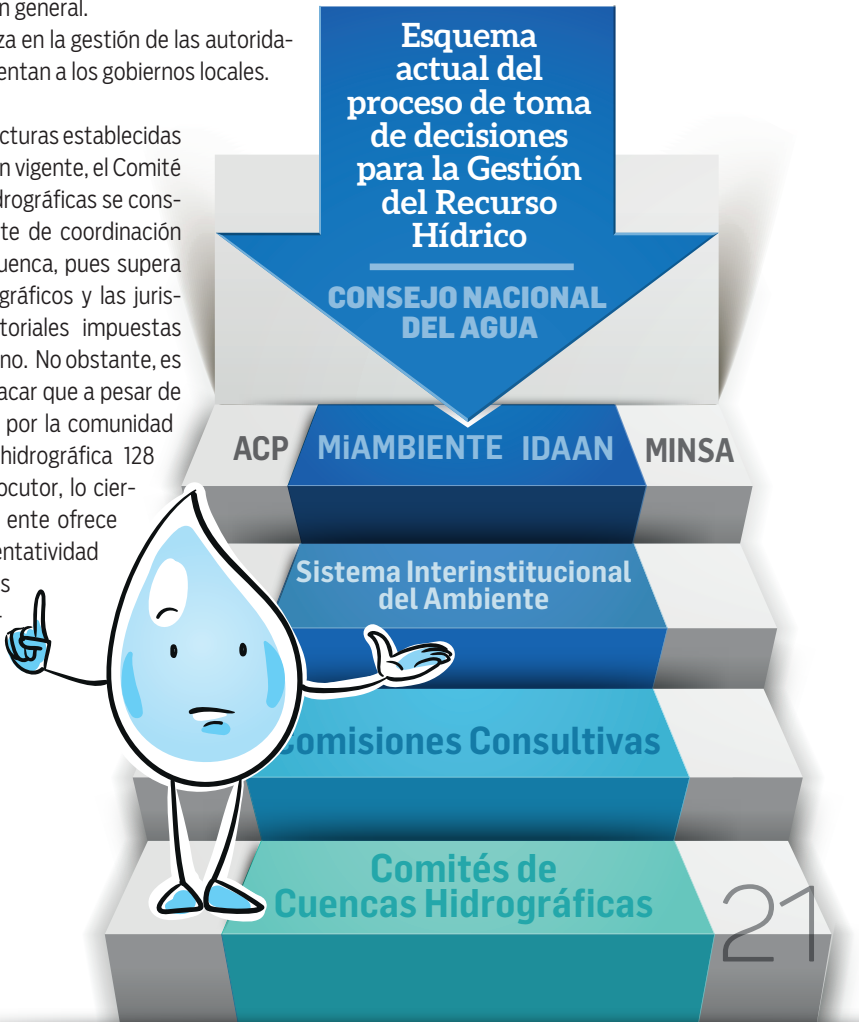 n general.
za en la gestión de las autorida-
entan a los gobiernos locales.
cturas establecidas
n vigente, el Comité
drográficas se cons-
te de coordinación
uenca, pues supera
gráficos y las juris-
toriales impuestas
no. No obstante, es
acar que a pesar de
por la comunidad
hidrográfica 128
ocutor, lo cier-
ente ofrece
entatividad
s
-
Esquema
actual del
proceso de toma
de decisiones
para la Gestión
del Recurso
Hídrico
CONSEJO NACIONAL
DEL AGUA
ACP MiAMBIENTE IDAAN MINSA
Sistema Interinstitucional
del Ambiente
omisiones Consultivas
Comités de
Cuencas Hidrográficas
21